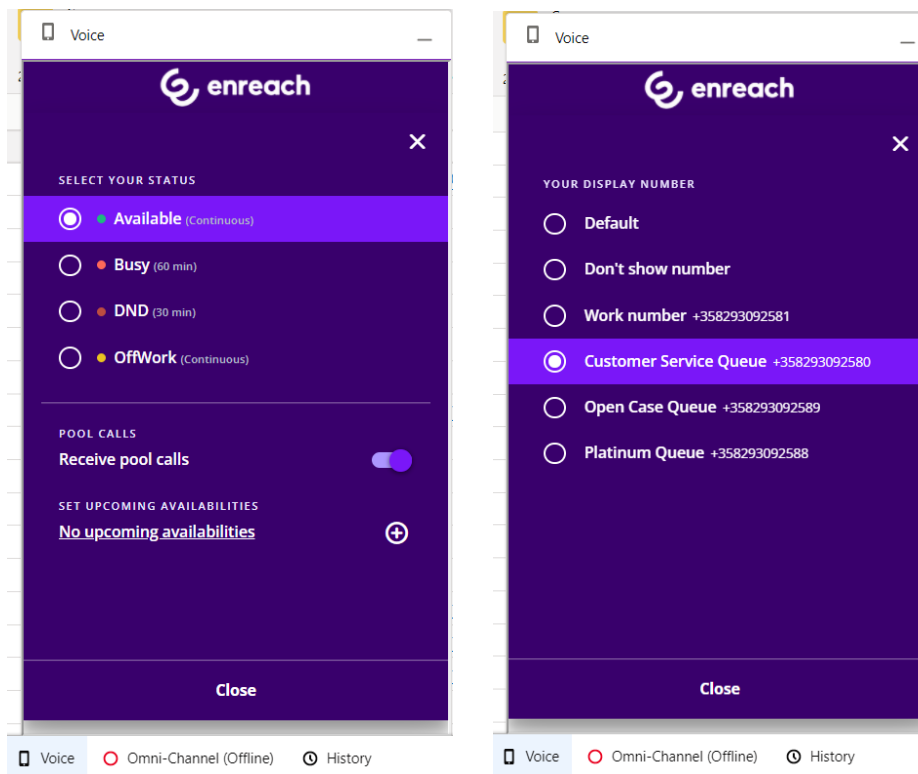 Voice
enreach
SELECT YOUR STATUS
Available (Continuous)
Busy (60 min)
DND (30 min)
OffWork (Continuous)
POOL CALLS
Receive pool calls
SET UPCOMING AVAILABILITIES
No upcoming availabilities
Close
Voice
Omni-Channel (Offline)
History
Voice
enreach
YOUR DISPLAY NUMBER
Default
Don't show number
Work number +358293092581
Customer Service Queue +358293092580
Open Case Queue +358293092589
Platinum Queue +358293092588
Close
Voice
Omni-Channel (Offline)
History